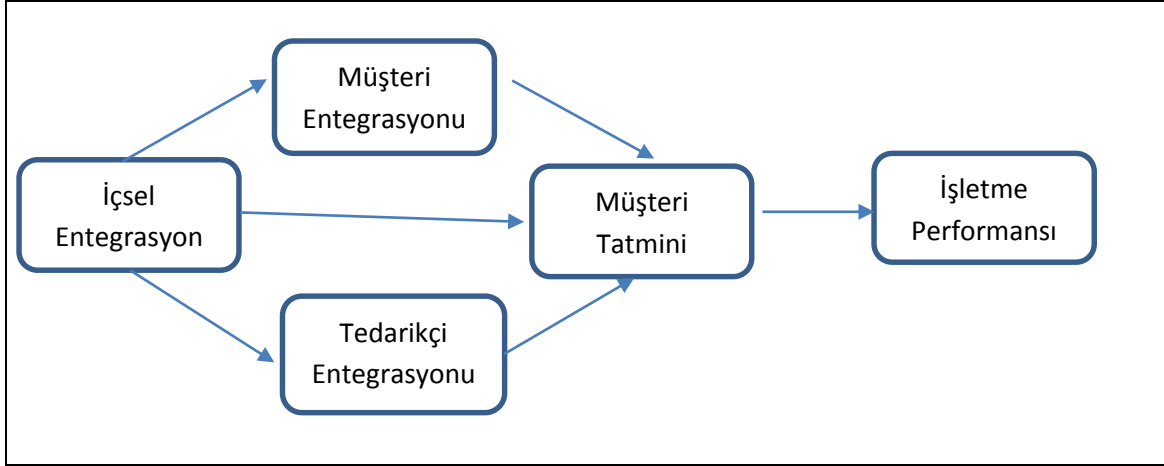 Müşteri
Entegrasyonu
İçsel
Entegrasyon
Müşteri
Tatmini
İşletme
Performansı
Tedarikçi
Entegrasyonu